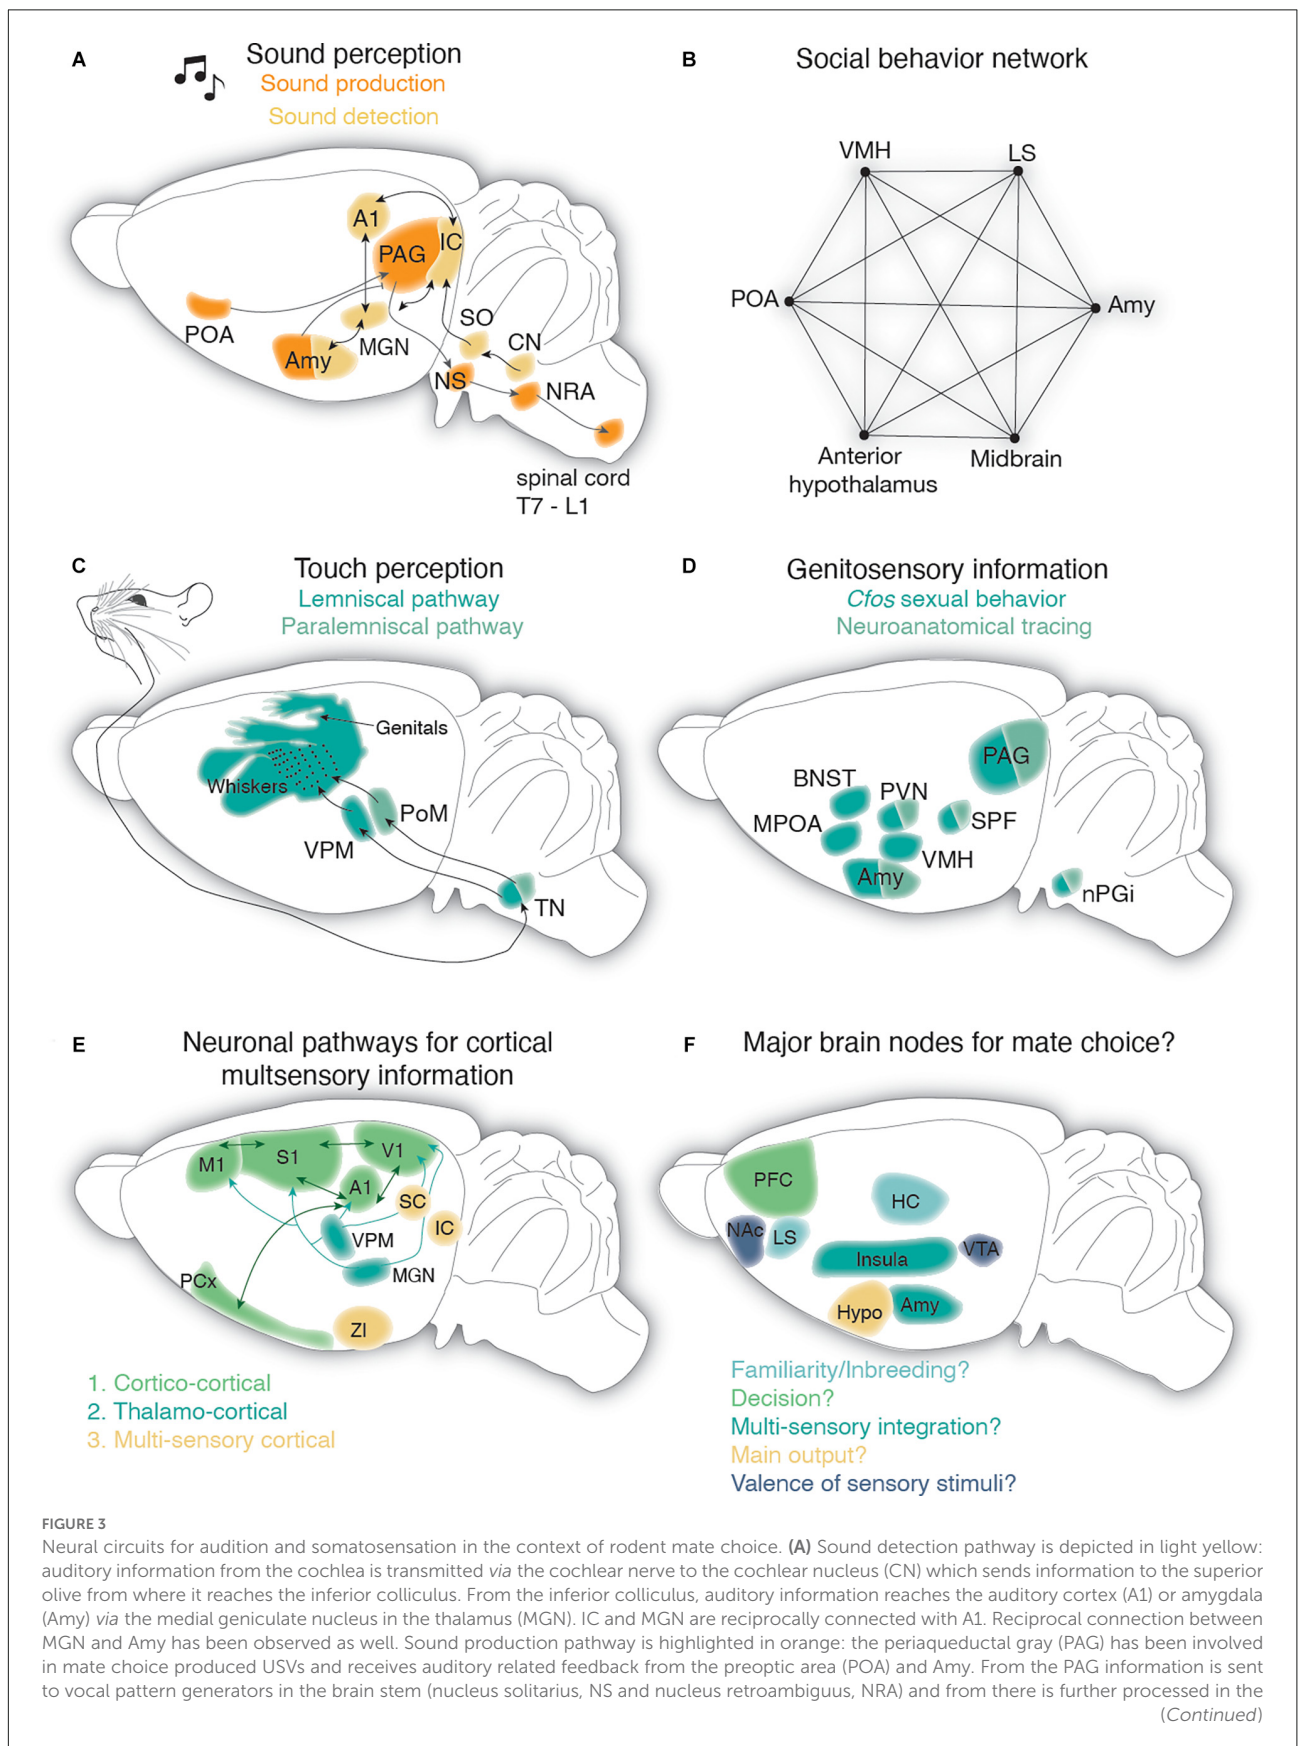 A
Sound perception
Sound production
Sound detection
A1
IC
PAG
POA
Amy
MGN
SO
CN
NS
NRA
spinal cord
T7 - L1
B
Social behavior network
VMH
LS
POA
Amy
Anterior
hypothalamus
Midbrain
C
Touch perception
Lemniscal pathway
Paralemniscal pathway
Genitals
Whiskers
PoM
VPM
TN
D
Genitosensory information
Cfos sexual behavior
Neuroanatomical tracing
PAG
BNST
PVN
MPOA
SPF
VMH
Amy
nPGi
E
Neuronal pathways for cortical
multsensory information
M1
S1
V1
A1
SC
IC
VPM
MGN
PCx
ZI
1. Cortico-cortical
2. Thalamo-cortical
3. Multi-sensory cortical
F
Major brain nodes for mate choice?
PFC
HC
NAc
LS
Insula
VTA
Hypo
Amy
Familiarity/Inbreeding?
Decision?
Multi-sensory integration?
Main output?
Valence of sensory stimuli?
FIGURE 3
Neural circuits for audition and somatosensation in the context of rodent mate choice. (A) Sound detection pathway is depicted in light yellow:
auditory information from the cochlea is transmitted via the cochlear nerve to the cochlear nucleus (CN) which sends information to the superior
olive from where it reaches the inferior colliculus. From the inferior colliculus, auditory information reaches the auditory cortex (A1) or amygdala
(Amy) via the medial geniculate nucleus in the thalamus (MGN). IC and MGN are reciprocally connected with A1. Reciprocal connection between
MGN and Amy has been observed as well. Sound production pathway is highlighted in orange: the periaqueductal gray (PAG) has been involved
in mate choice produced USVs and receives auditory related feedback from the preoptic area (POA) and Amy. From the PAG information is sent
to vocal pattern generators in the brain stem (nucleus solitarius, NS and nucleus retroambiguus, NRA) and from there is further processed in the
(Continued)